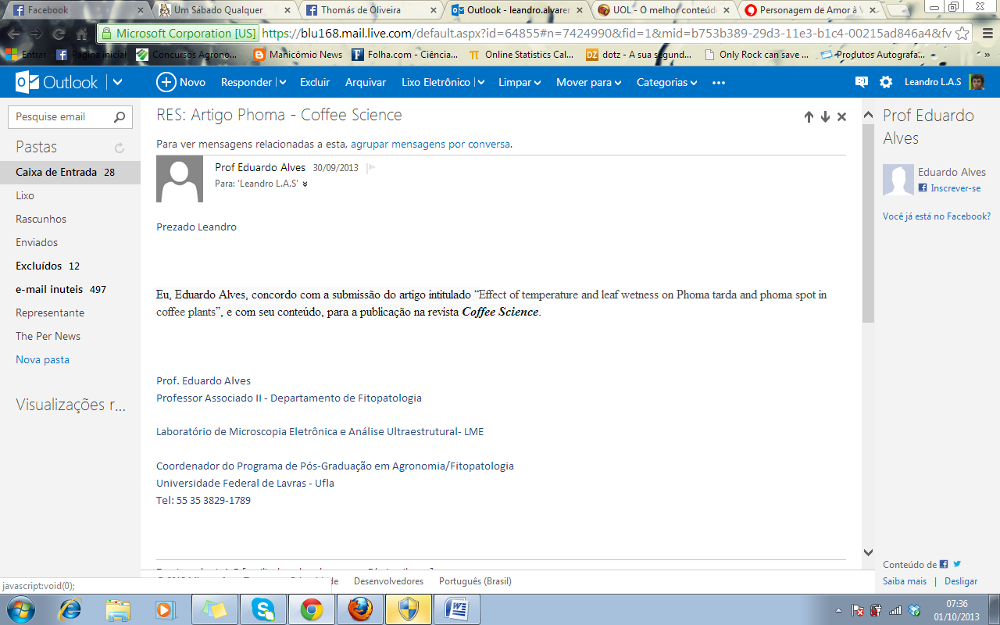 Facebook
Um Sábado Qualquer
Thomás de Oliveira
Outlook - leandro.alvarer
UOL - O melhor conteúd
Personagem de Amor à V
Microsoft Corporation [US]
https://blu168.mail.live.com/default.aspx?id=64855#n=7424990&fid=1&mid=b753b389-29d3-11e3-b1c4-00215ad846a4&fv
Entrar
Página inicial
Concursos Agrono...
Manicômio News
Folha.com - Ciência...
Online Statistics Cal...
dotz - A sua segund...
Only Rock can save ...
Produtos Autografa...
»
Outlook
Novo
Responder
Excluir
Arquivar
Lixo Eletrônico
Limpar
Mover para
Categorias
•••
Leandro L.A.S
Pesquise email
Pastas
Caixa de Entrada 28
Lixo
Rascunhos
Enviados
Excluídos 12
e-mail inuteis 497
Representante
The Per News
Nova pasta
Visualizações r...
RES: Artigo Phoma - Coffee Science
Para ver mensagens relacionadas a esta, agrupar mensagens por conversa.
Prof Eduardo Alves 30/09/2013
Para: 'Leandro L.A.S'
Prezado Leandro
Eu, Eduardo Alves, concordo com a submissão do artigo intitulado “Effect of temperature and leaf wetness on Phoma tarda and phoma spot in
coffee plants”, e com seu conteúdo, para a publicação na revista Coffee Science.
Prof. Eduardo Alves
Professor Associado II - Departamento de Fitopatologia
Laboratório de Microscopia Eletrônica e Análise Ultraestrutural- LME
Coordenador do Programa de Pós-Graduação em Agronomia/Fitopatologia
Universidade Federal de Lavras - Ufla
Tel: 55 35 3829-1789
Prof Eduardo
Alves
Eduardo Alves
Inscrever-se
Você já está no Facebook?
Conteúdo de
Saiba mais | Desligar
javascript:void(0);
Desenvolvedores
Português (Brasil)
07:36
01/10/2013